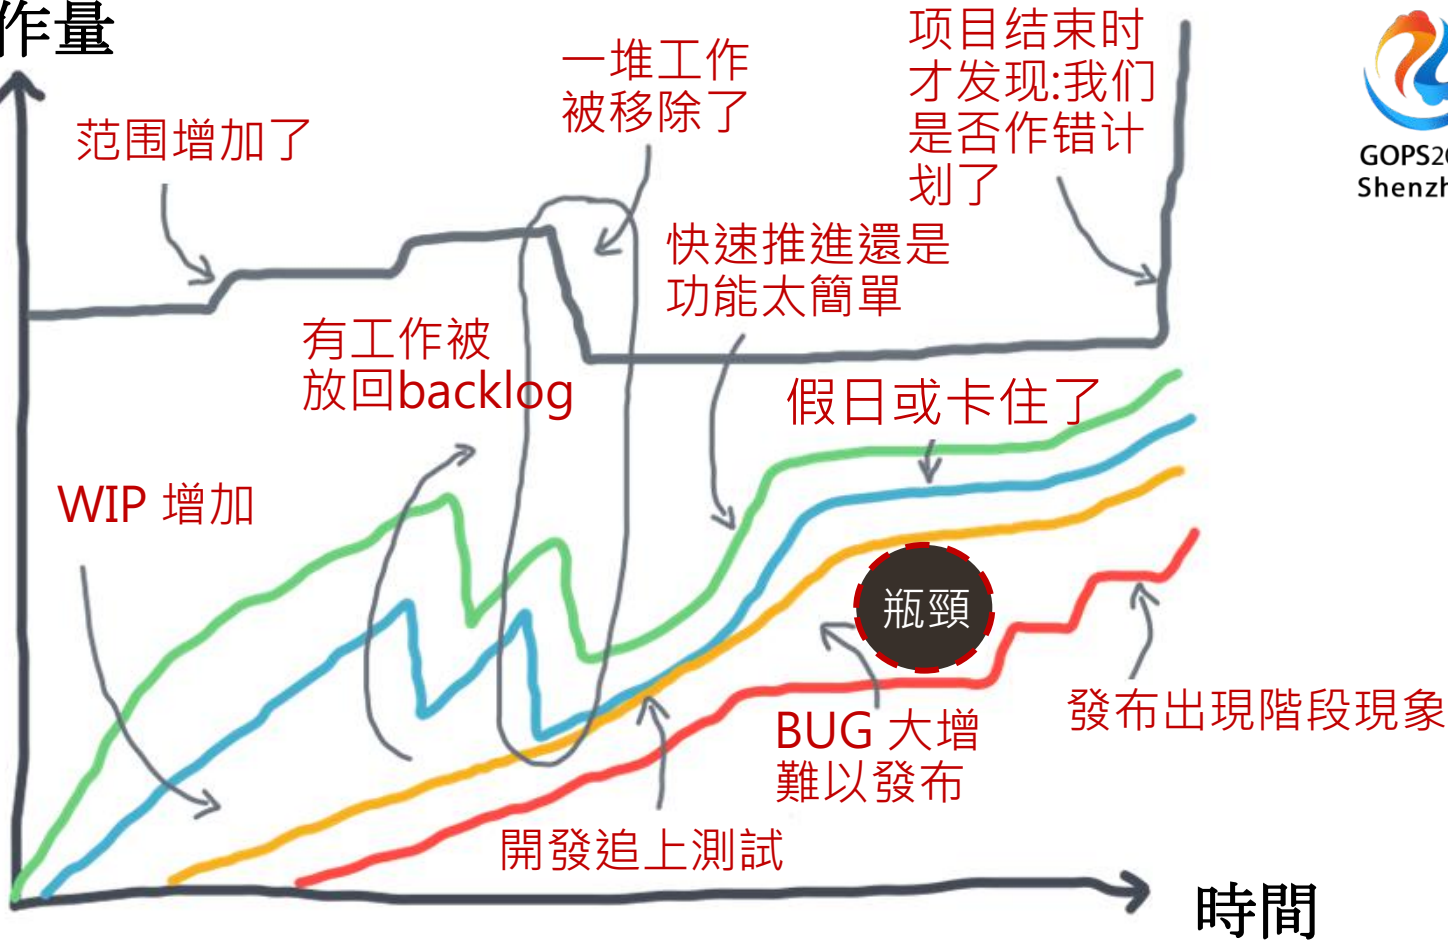 作量
项目结束时
才发现:我们
是否作错计
划了
一堆工作
被移除了
范围增加了
GOPS20
Shenzh
快速推進還是
功能太簡單
有工作被
放回backlog
假日或卡住了
WIP 增加
瓶頸
發布出現階段現象
BUG 大增
難以發布
開發追上測試
時間